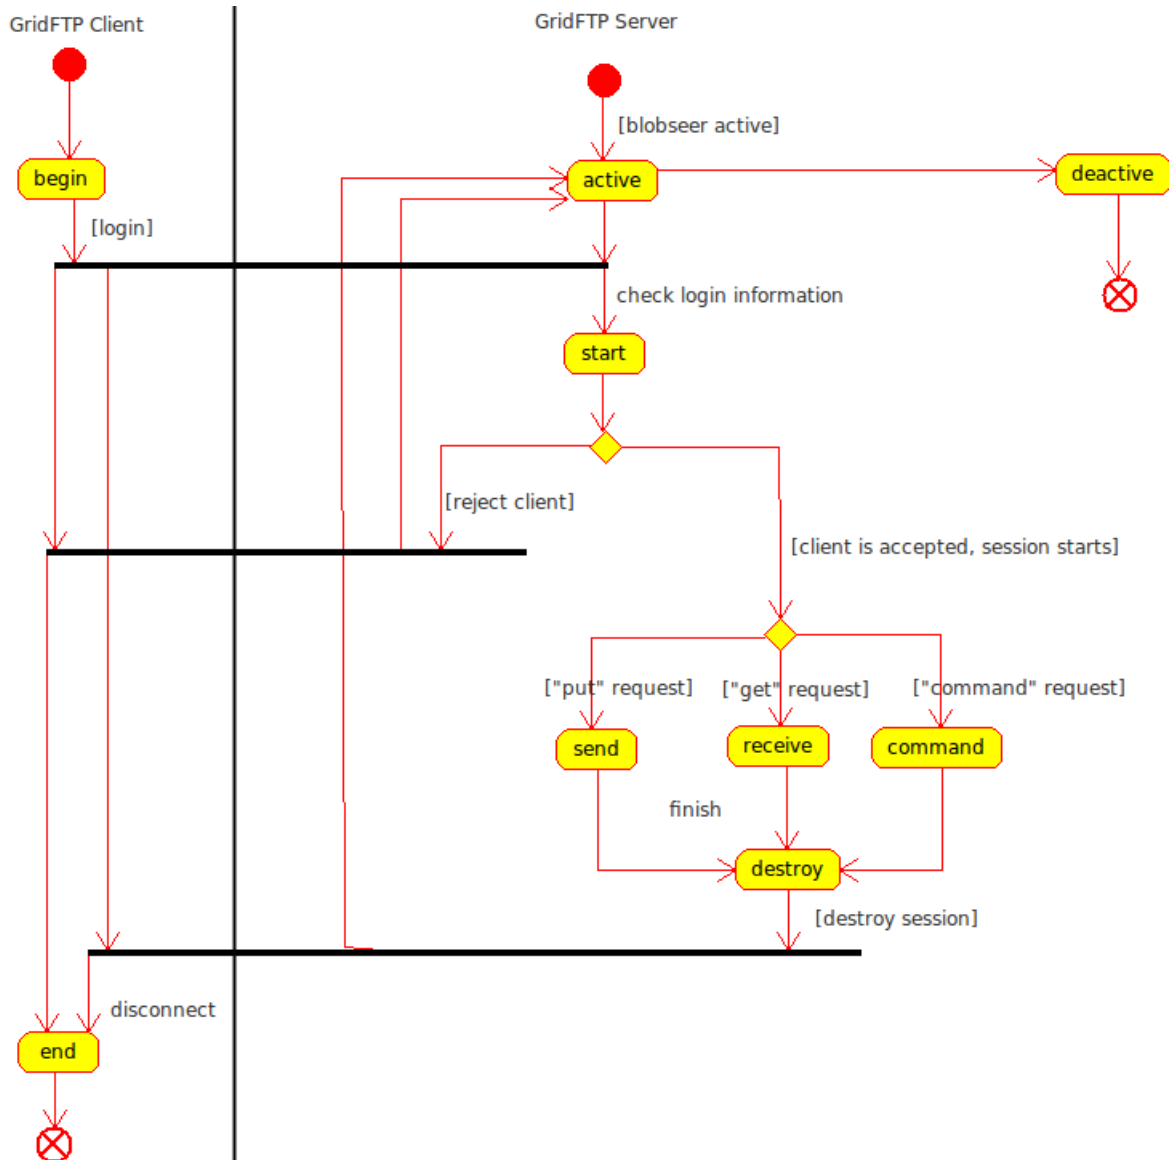 GridFTP Client
GridFTP Server
[blobseer active]
begin
active
deactive
[login]
check login information
start
[reject client]
[client is accepted, session starts]
["put" request]
["get" request]
["command" request]
send
receive
command
finish
destroy
[destroy session]
disconnect
end